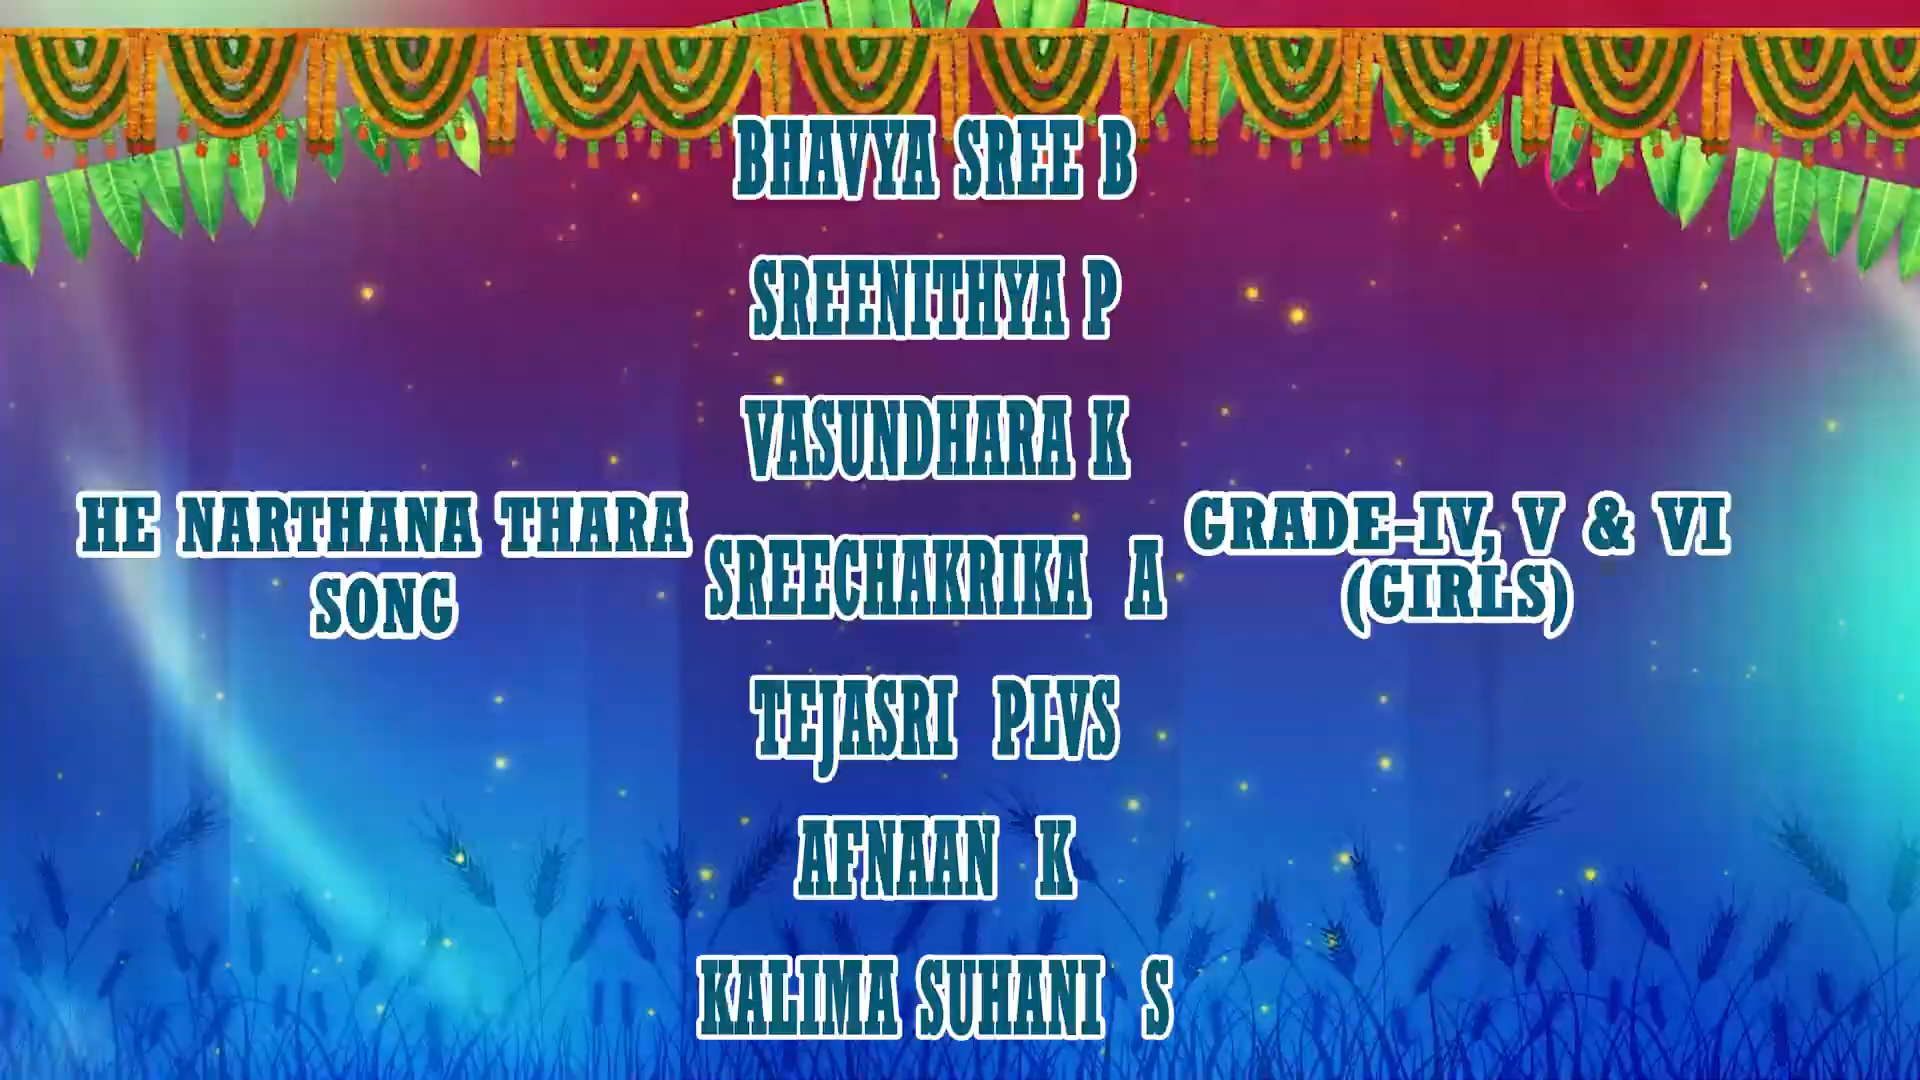 BHAVYA SREE B
SREENITHYA P
VASUNDHARA K
HE NARTHANA THARA
SONG
SREECHAKRIKA A
GRADE-IV, V & VI
(GIRLS)
TEJASRI PLVS
AFNAAN K
KALIMA SUHANI S